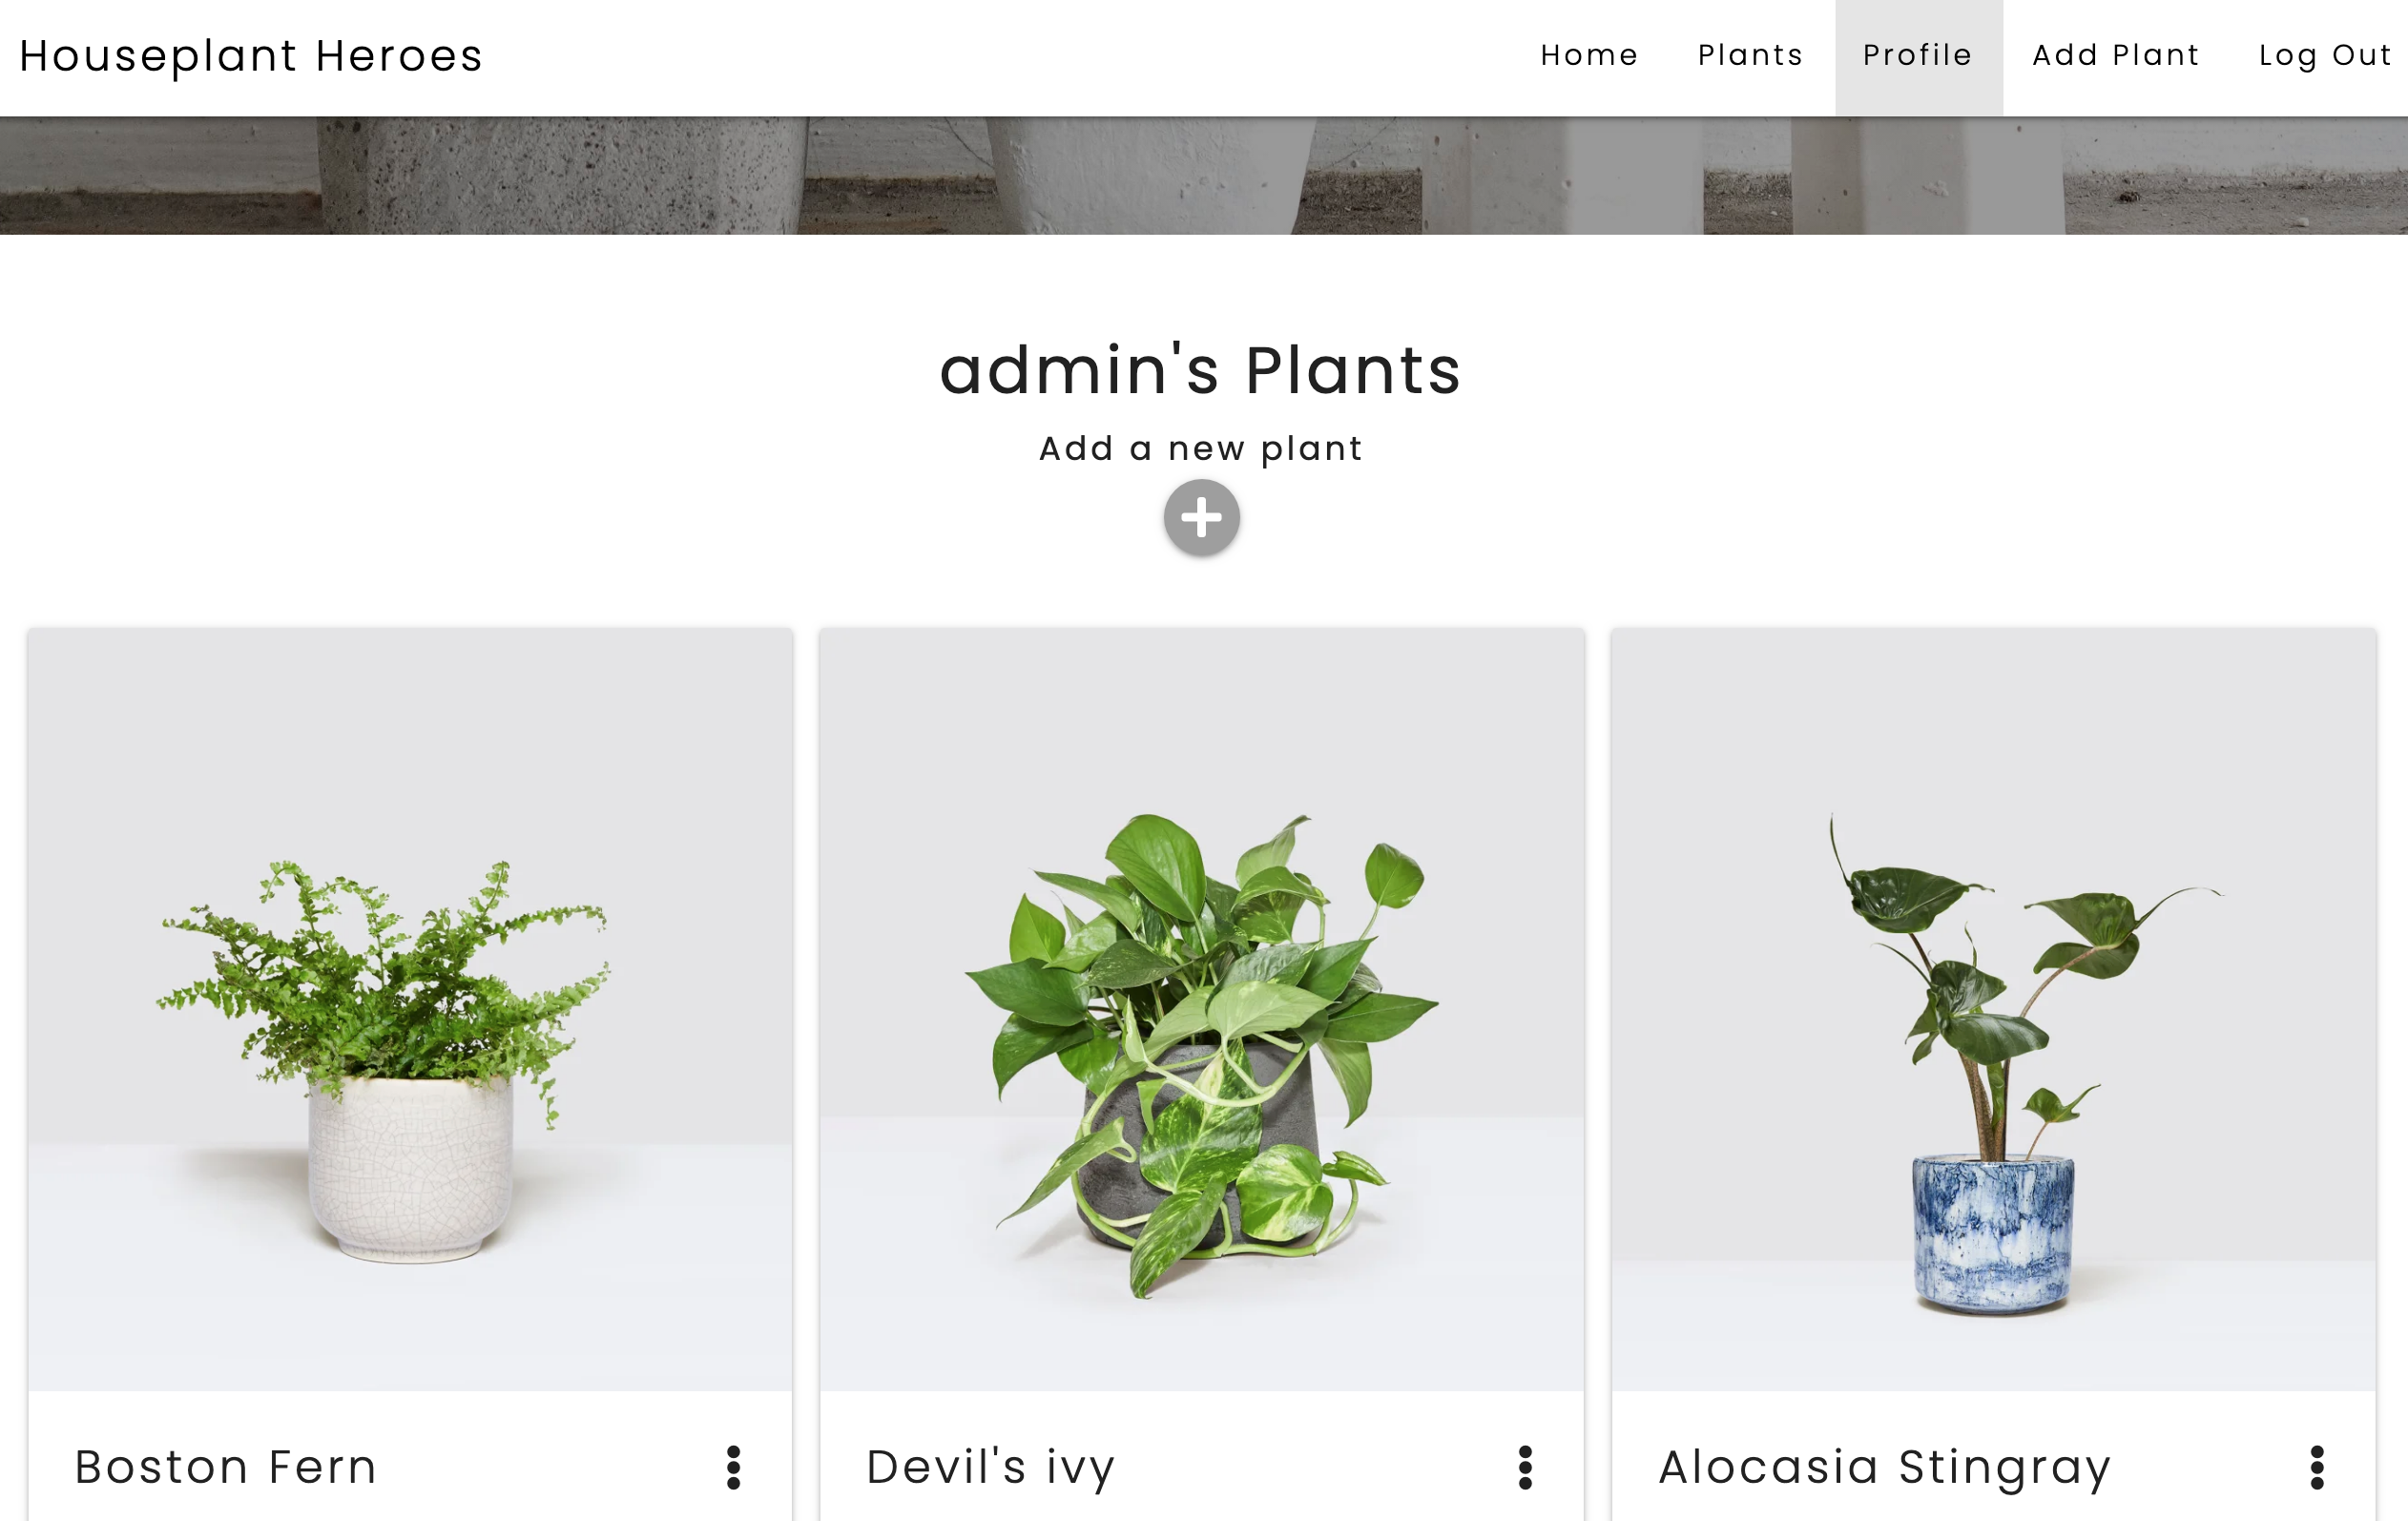 Houseplant Heroes
Home Plants Profile Add Plant Log Out
admin's Plants
Add a new plant
Boston Fern
Devil's ivy
Alocasia Stingray